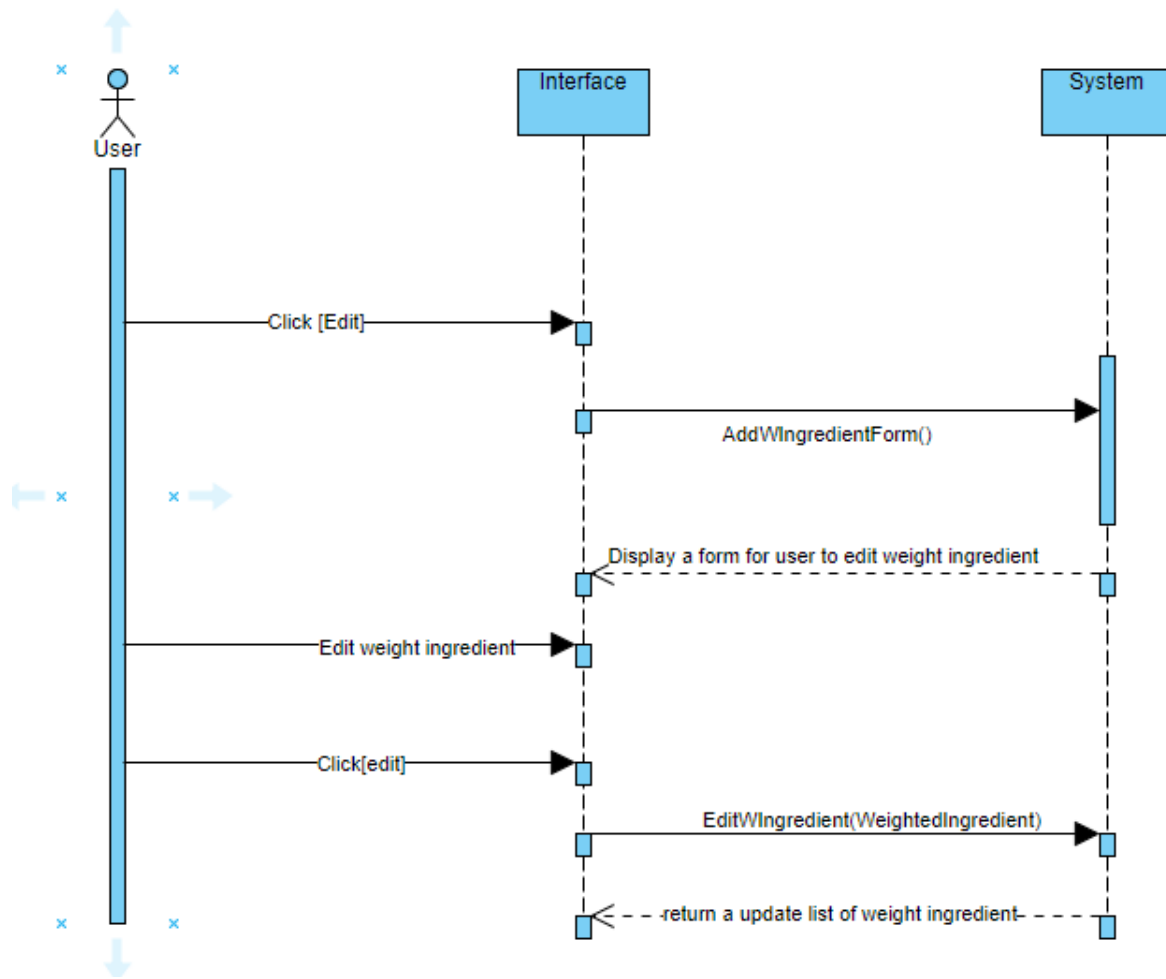 Interface
System
User
Click [Edit]
AddWIngredientForm()
Display a form for user to edit weight ingredient
Edit weight ingredient
Click[edit]
EditWIngredient(WeightedIngredient)
return a update list of weight ingredient